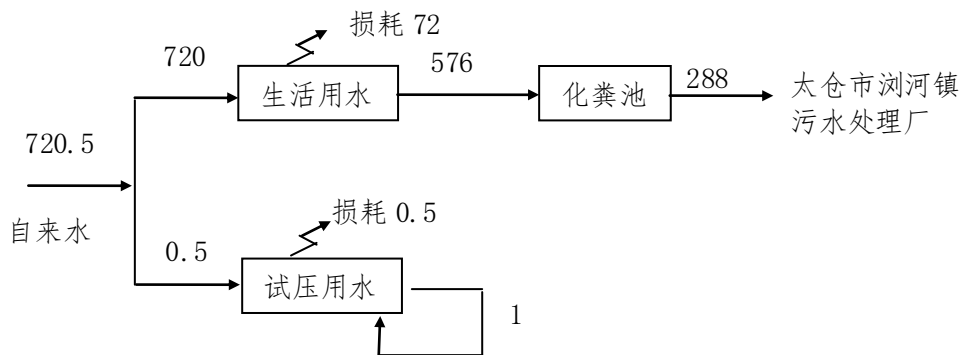 损耗 72
720
576
生活用水
化粪池
288
太仓市浏河镇
污水处理厂
720.5
自来水
损耗 0.5
0.5
试压用水
1